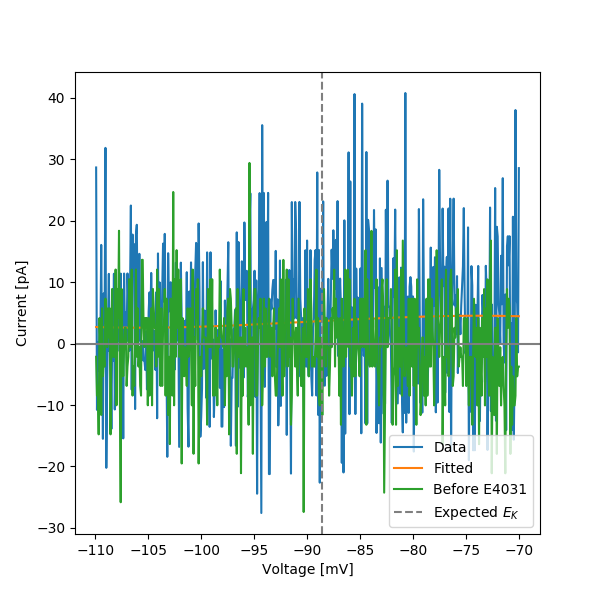 Current [pA]
40
30
20
10
0
−10
−20
−30
−110
−105
−100
−95
−90
−85
−80
−75
−70
Voltage [mV]
Data
Fitted
Before E4031
Expected E_K